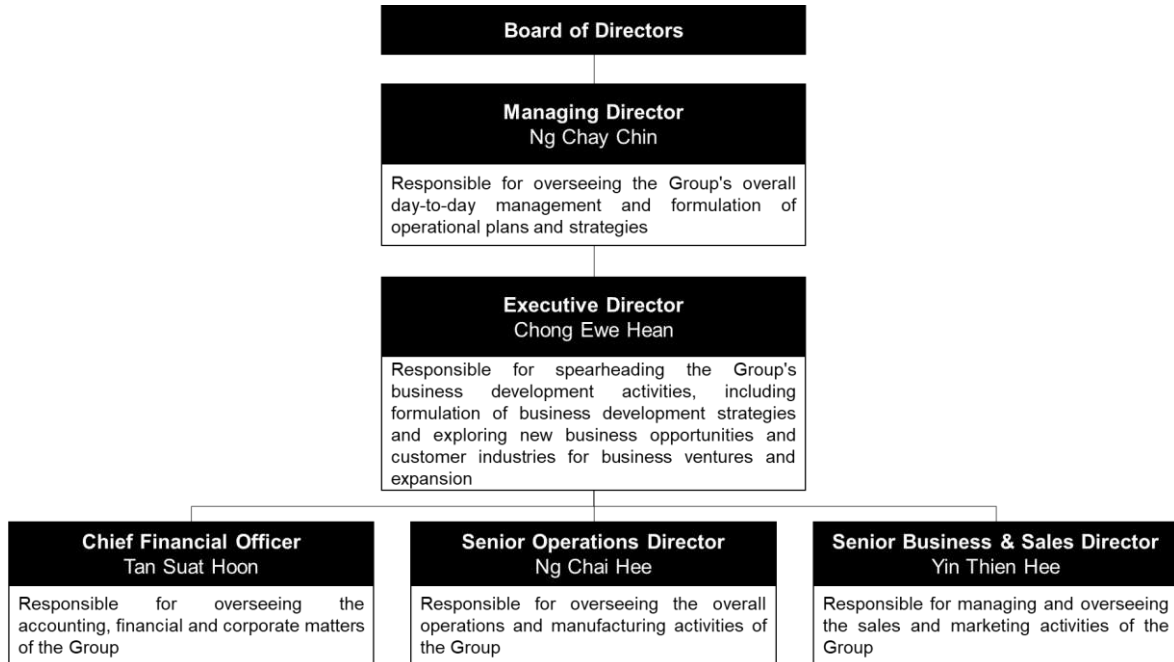 Board of Directors
Managing Director
Ng Chay Chin
Responsible for overseeing the Group's overall
day-to-day management and formulation of
operational plans and strategies
Executive Director
Chong Ewe Hean
Responsible for spearheading the Group's
business development activities, including
formulation of business development strategies
and exploring new business opportunities and
customer industries for business ventures and
expansion
Chief Financial Officer
Tan Suat Hoon
Responsible for overseeing the
accounting, financial and corporate matters
of the Group
Senior Operations Director
Ng Chai Hee
Responsible for overseeing the overall
operations and manufacturing activities of
the Group
Senior Business & Sales Director
Yin Thien Hee
Responsible for managing and overseeing
the sales and marketing activities of the
Group